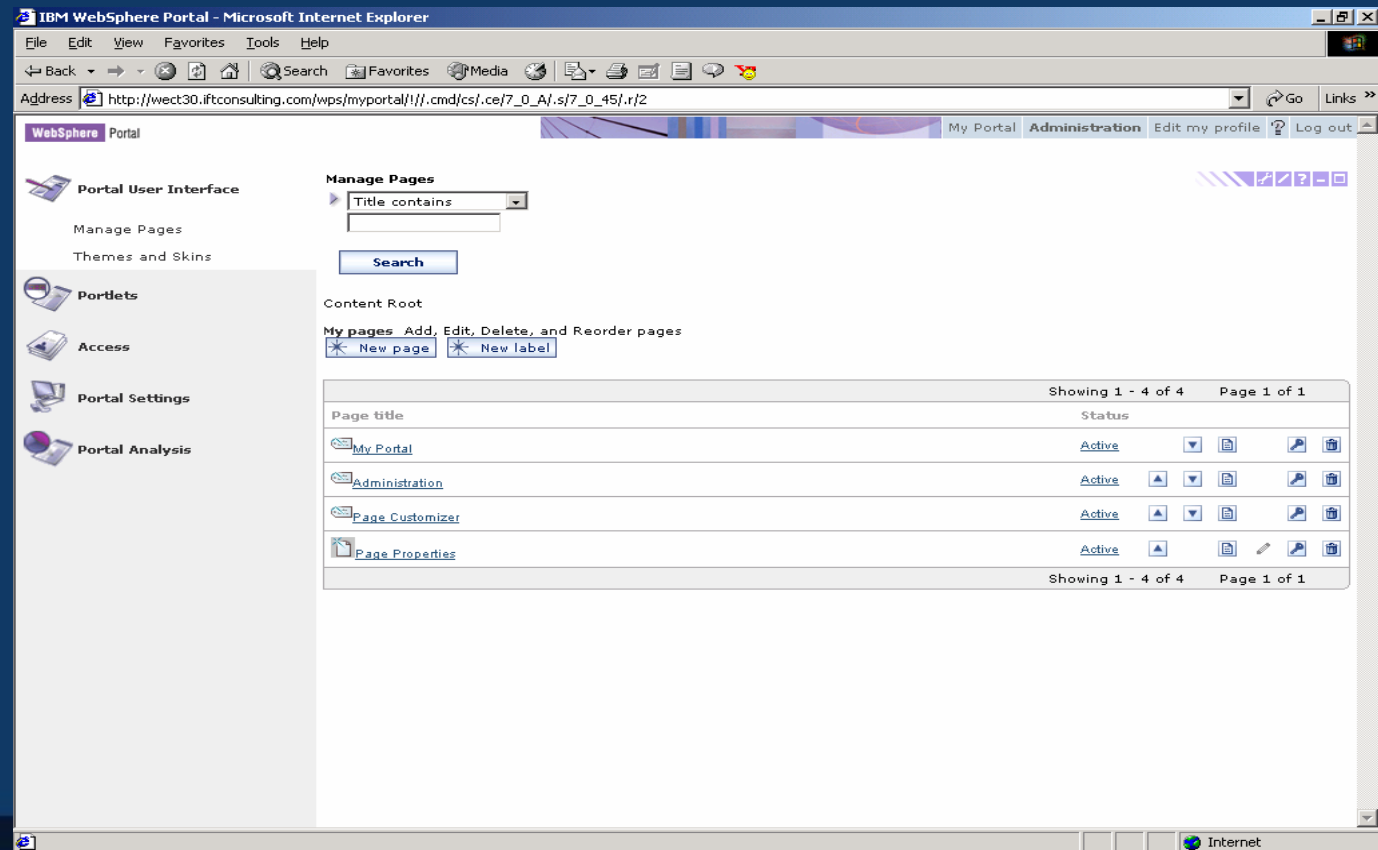 IBM WebSphere Portal - Microsoft Internet Explorer
File Edit View Favorites Tools Help
Back Search Favorites Media
Address http://wect30.iftconsulting.com/wps/myportal/!//.cmd/cs/.ce/7_0_A/.s/7_0_45/.r/2 Go Links »
WebSphere Portal My Portal Administration Edit my profile ? Log out
Portal User Interface
Manage Pages
Themes and Skins
Portlets
Access
Portal Settings
Portal Analysis
Manage Pages
Title contains
Search
Content Root
My pages Add, Edit, Delete, and Reorder pages
New page New label
Showing 1 - 4 of 4 Page 1 of 1
Page title Status
My Portal Active
Administration Active
Page Customizer Active
Page Properties Active
Showing 1 - 4 of 4 Page 1 of 1
Internet